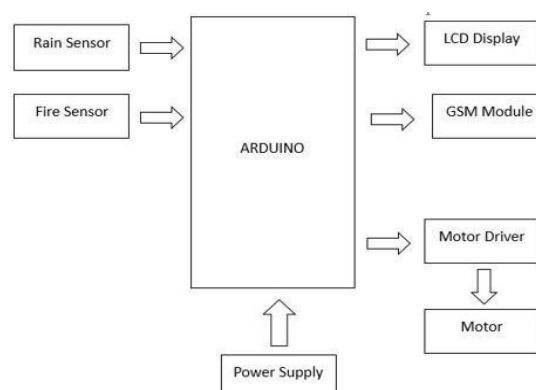 Rain Sensor
LCD Display
Fire Sensor
GSM Module
ARDUINO
Motor Driver
Motor
Power Supply